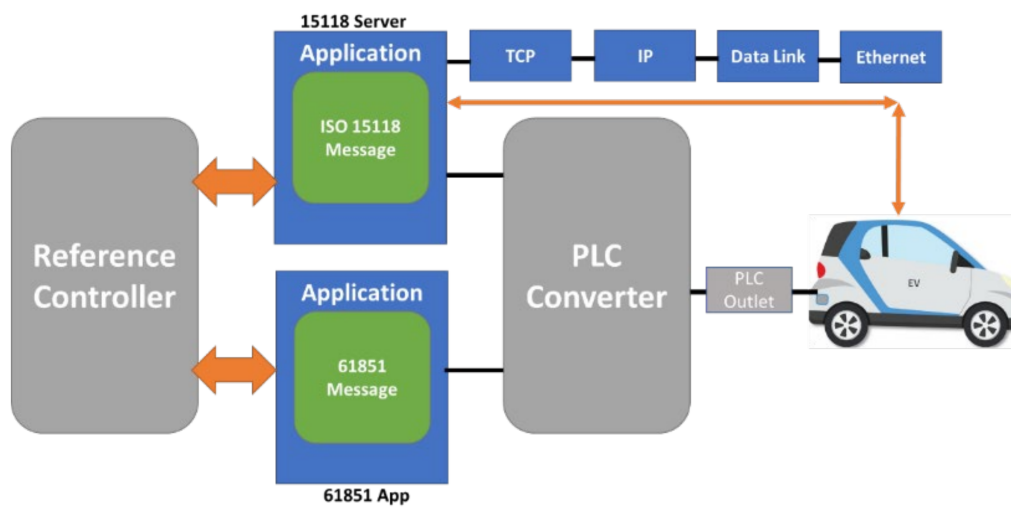 15118 Server
Application
TCP
IP
Data Link
Ethernet
ISO 15118
Message
Reference
Controller
PLC
Converter
PLC
Outlet
EV
Application
61851
Message
61851 App